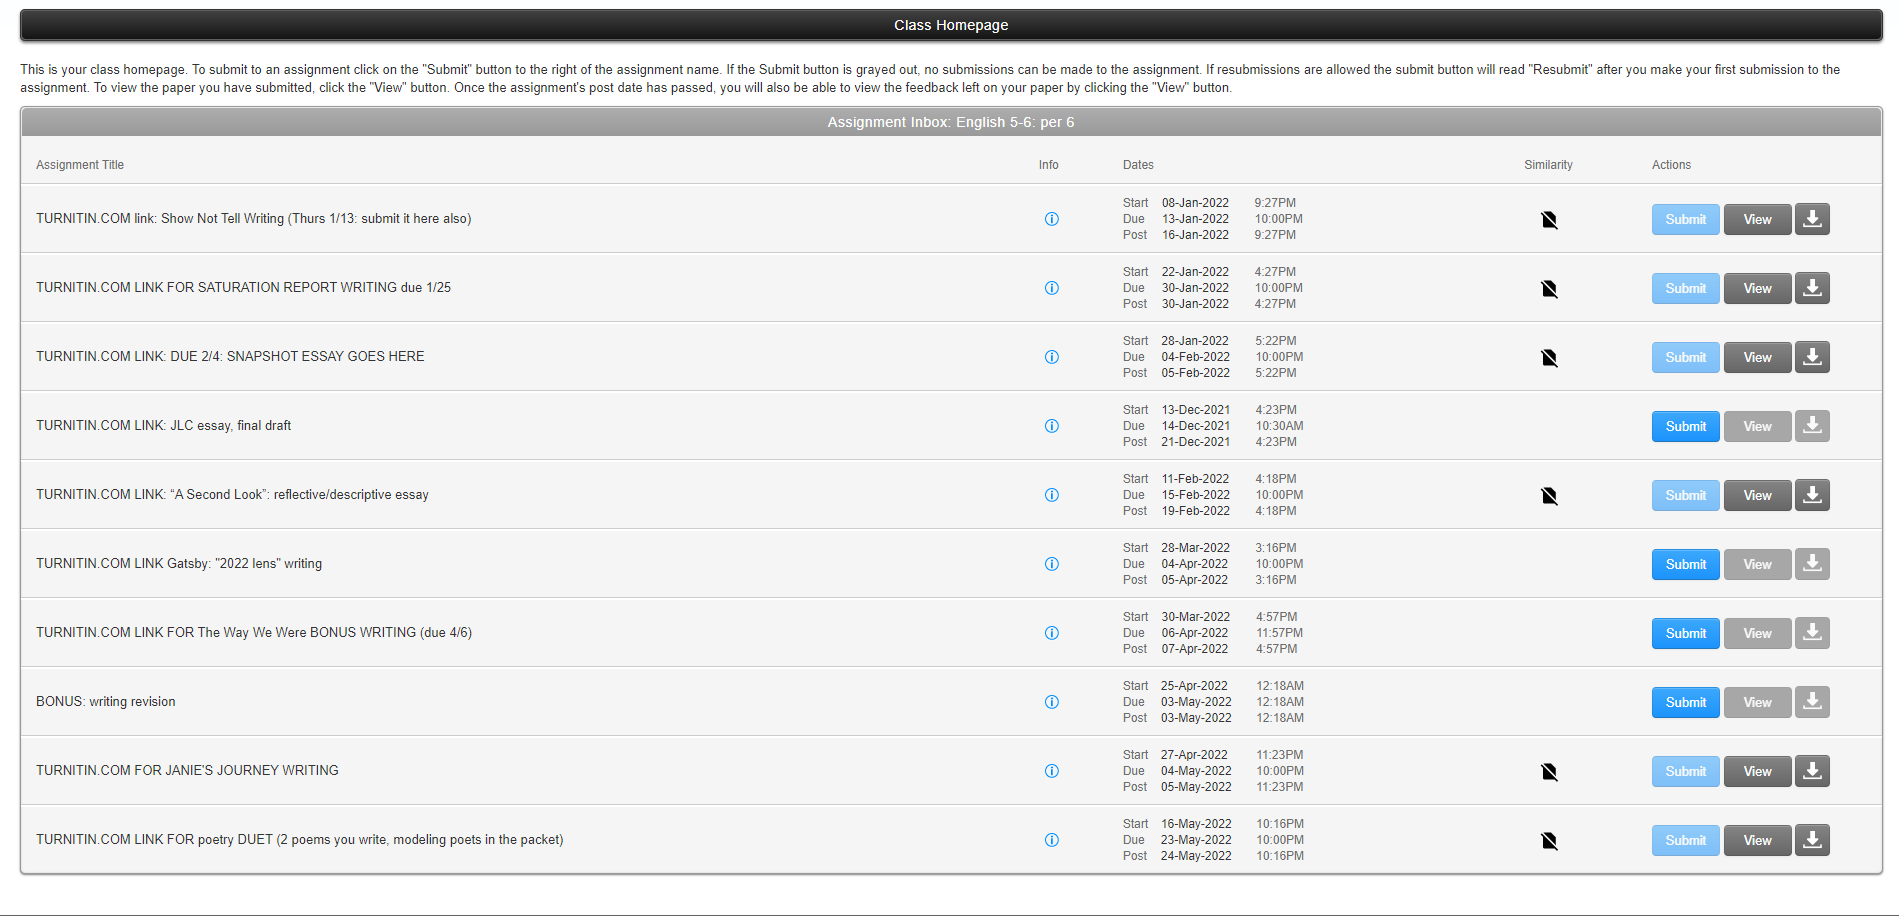 Class Homepage
This is your class homepage. To submit to an assignment click on the "Submit" button to the right of the assignment name. If the Submit button is grayed out, no submissions can be made to the assignment. If resubmissions are allowed the submit button will read "Resubmit" after you make your first submission to the
assignment. To view the paper you have submitted, click the "View" button. Once the assignment's post date has passed, you will also be able to view the feedback left on your paper by clicking the "View" button.
Assignment Inbox: English 5-6: per 6
Assignment Title Info Dates Similarity Actions
Start 08-Jan-2022 9:27PM
TURNITIN.COM link: Show Not Tell Writing (Thurs 1/13: submit it here also) Due 13-Jan-2022 10:00PM Submit View
Post 16-Jan-2022 9:27PM
Start 22-Jan-2022 4:27PM
TURNITIN.COM LINK FOR SATURATION REPORT WRITING due 1/25 Due 30-Jan-2022 10:00PM Submit View
Post 30-Jan-2022 4:27PM
Start 28-Jan-2022 5:22PM
TURNITIN.COM LINK: DUE 2/4: SNAPSHOT ESSAY GOES HERE Due 04-Feb-2022 10:00PM Submit View
Post 05-Feb-2022 5:22PM
Start 13-Dec-2021 4:23PM
TURNITIN.COM LINK: JLC essay, final draft Due 14-Dec-2021 10:30AM Submit View
Post 21-Dec-2021 4:23PM
Start 11-Feb-2022 4:18PM
TURNITIN.COM LINK: “A Second Look”: reflective/descriptive essay Due 15-Feb-2022 10:00PM Submit View
Post 19-Feb-2022 4:18PM
Start 28-Mar-2022 3:16PM
TURNITIN.COM LINK Gatsby: "2022 lens" writing Due 04-Apr-2022 10:00PM Submit View
Post 05-Apr-2022 3:16PM
Start 30-Mar-2022 4:57PM
TURNITIN.COM LINK FOR The Way We Were BONUS WRITING (due 4/6) Due 06-Apr-2022 11:57PM Submit View
Post 07-Apr-2022 4:57PM
Start 25-Apr-2022 12:18AM
BONUS: writing revision Due 03-May-2022 12:18AM Submit View
Post 03-May-2022 12:18AM
Start 27-Apr-2022 11:23PM
TURNITIN.COM FOR JANIE'S JOURNEY WRITING Due 04-May-2022 10:00PM Submit View
Post 05-May-2022 11:23PM
Start 16-May-2022 10:16PM
TURNITIN.COM LINK FOR poetry DUET (2 poems you write, modeling poets in the packet) Due 23-May-2022 10:00PM Submit View
Post 24-May-2022 10:16PM